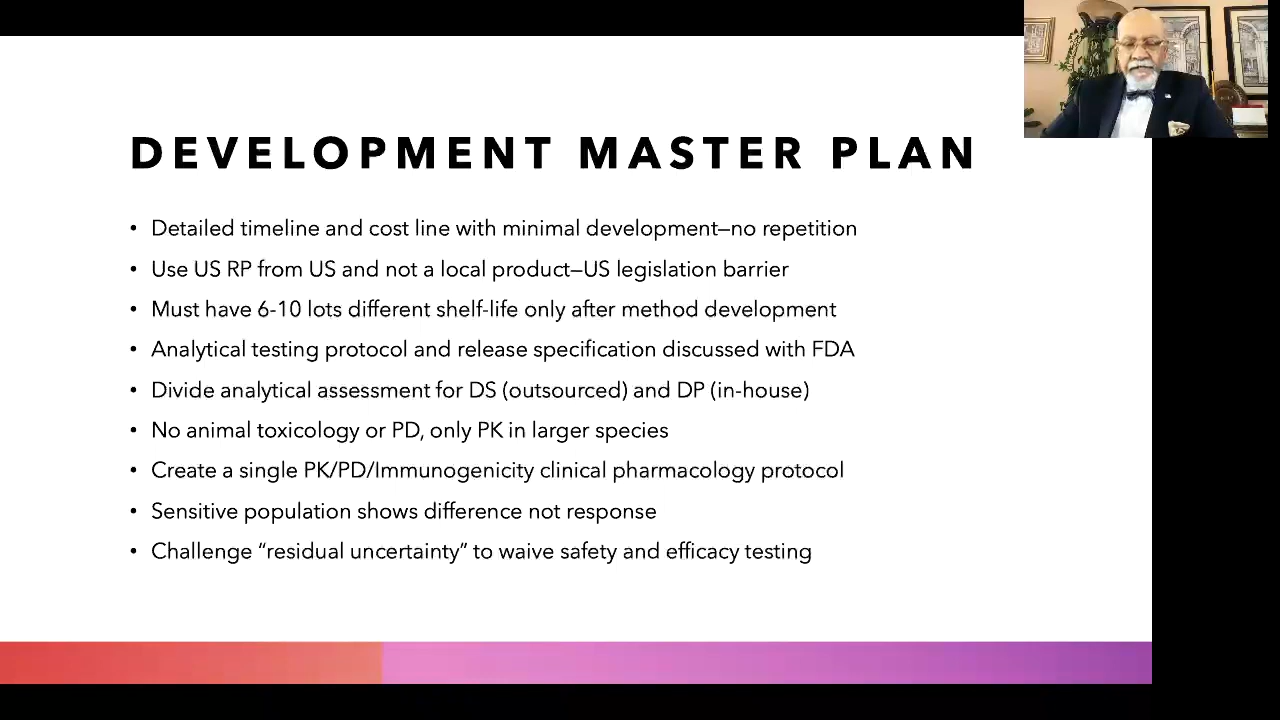 DEVELOPMENT MASTER PLAN
• Detailed timeline and cost line with minimal development—no repetition
• Use US RP from US and not a local product—US legislation barrier
• Must have 6-10 lots different shelf-life only after method development
• Analytical testing protocol and release specification discussed with FDA
• Divide analytical assessment for DS (outsourced) and DP (in-house)
• No animal toxicology or PD, only PK in larger species
• Create a single PK/PD/Immunogenicity clinical pharmacology protocol
• Sensitive population shows difference not response
• Challenge “residual uncertainty” to waive safety and efficacy testing